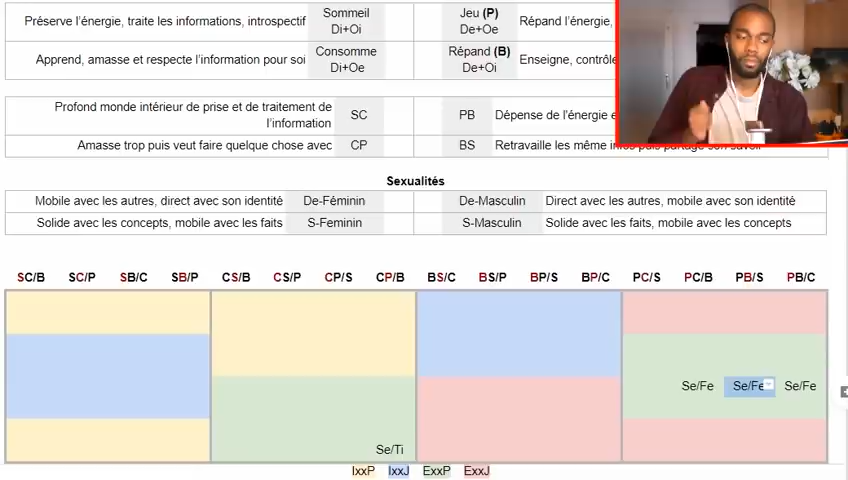 Préserve l'énergie, traite les informations, introspectif
Sommeil
Di+Oi
Jeu (P)
De+Oe
Répand l'énergie,
Apprend, amasse et respecte l'information pour soi
Consomme
Di+Oe
Répand (B)
De+Oi
Enseigne, contrôle
Profond monde intérieur de prise et de traitement de
l'information
SC
PB
Dépense de l'énergie
Amasse trop puis veut faire quelque chose avec
CP
BS
Retravaille les même infos puis partage son savoir
Sexualités
Mobile avec les autres, direct avec son identité
De-Féminin
De-Masculin
Direct avec les autres, mobile avec son identité
Solide avec les concepts, mobile avec les faits
S-Feminin
S-Masculin
Solide avec les faits, mobile avec les concepts
SC/B SC/P SB/C SB/P CS/B CS/P CP/S CP/B BS/C BS/P BP/S BP/C PC/S PC/B PB/S PB/C
Se/Fe Se/Fe Se/Fe
Se/Ti
IxxP IxxJ ExxP ExxJ